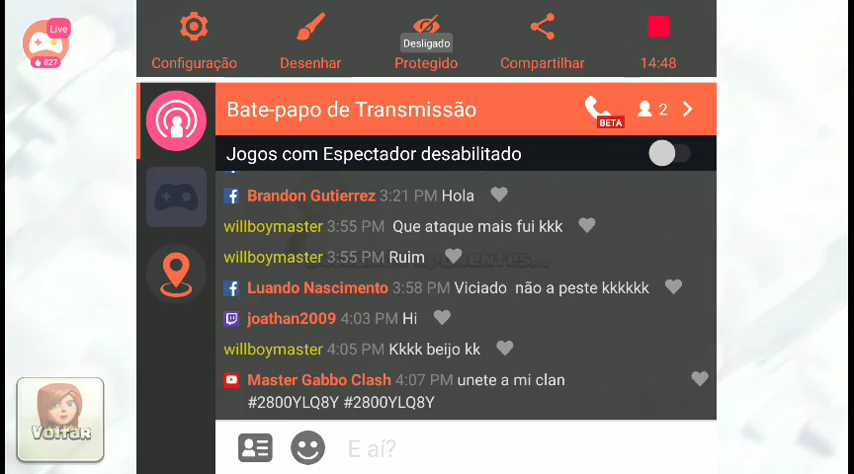 Live
827
Configuração
Desenhar
Desligado
Protegido
Compartilhar
14:48
Bate-papo de Transmissão
BETA
2
Jogos com Espectador desabilitado
Brandon Gutierrez 3:21 PM Hola
willboymaster 3:55 PM Que ataque mais fui kkk
willboymaster 3:55 PM Ruim
Luando Nascimento 3:58 PM Viciado não a peste kkkkkk
joathan2009 4:03 PM Hi
willboymaster 4:05 PM Kkkk beijo kk
Master Gabbo Clash 4:07 PM unete a mi clan
#2800YLQ8Y #2800YLQ8Y
E aí?
Voltar